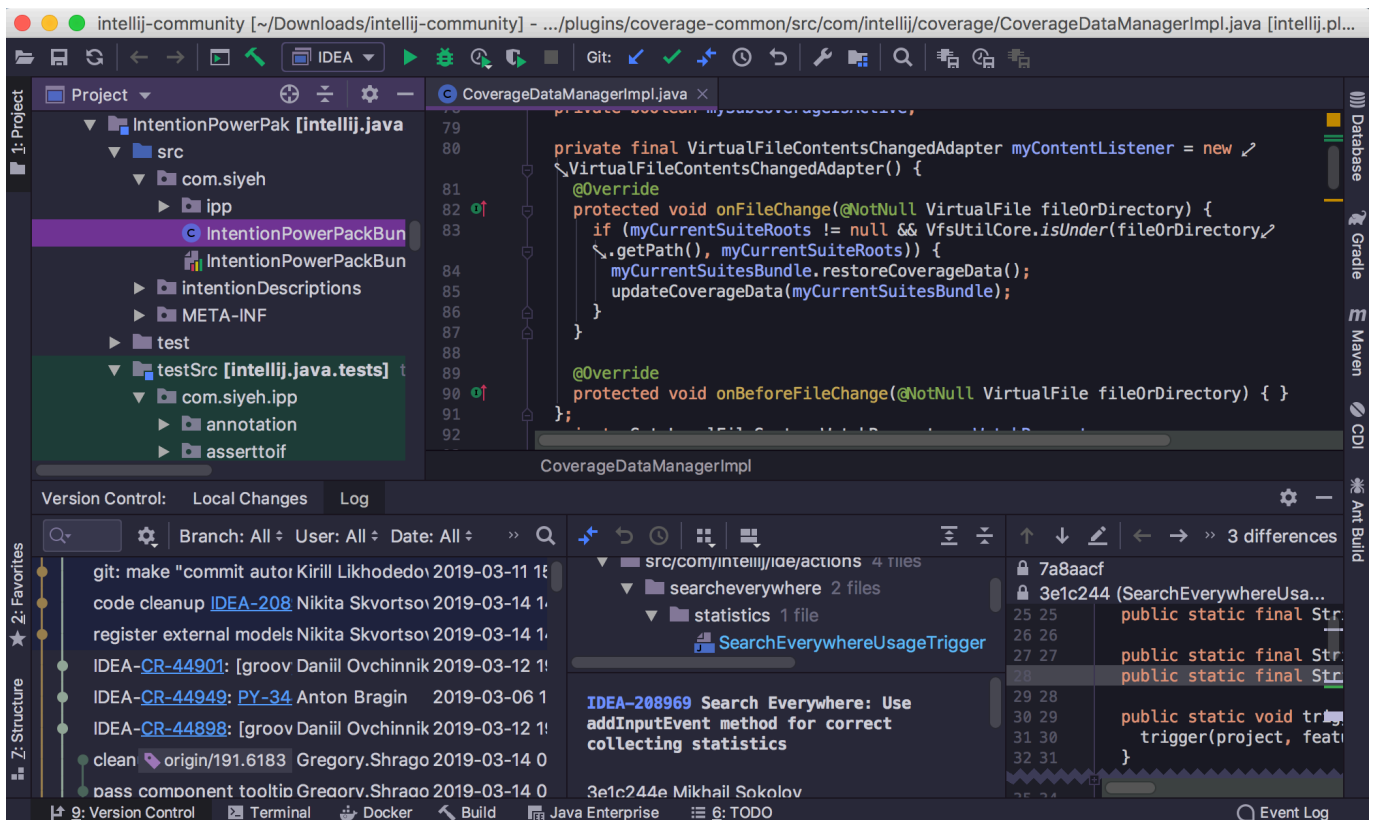 intellij-community [~/Downloads/intellij-community] - .../plugins/coverage-common/src/com/intellij/coverage/CoverageDataManagerImpl.java [intellij.pl...
IDEA
Git:
1: Project
Project
IntentionPowerPak [intellij.java
src
com.siyeh
ipp
IntentionPowerPackBun
IntentionPowerPackBun
intentionDescriptions
META-INF
test
testSrc [intellij.java.tests] t
com.siyeh.ipp
annotation
asserttoif
CoverageDataManagerImpl.java
private boolean mySubCoverageIsActive;
79
80 private final VirtualFileContentsChangedAdapter myContentListener = new
VirtualFileContentsChangedAdapter() {
81 @Override
82 protected void onFileChange(@NotNull VirtualFile fileOrDirectory) {
83 if (myCurrentSuiteRoots != null && VfsUtilCore.isUnder(fileOrDirectory
.getPath(), myCurrentSuiteRoots)) {
84 myCurrentSuitesBundle.restoreCoverageData();
85 updateCoverageData(myCurrentSuitesBundle);
86 }
87 }
88
89 @Override
90 protected void onBeforeFileChange(@NotNull VirtualFile fileOrDirectory) { }
91 };
92
CoverageDataManagerImpl
Database
Gradle
Maven
CDI
Ant Build
Version Control: Local Changes Log
2: Favorites
7: Structure
Branch: All User: All Date: All
git: make "commit autor Kirill Likhodedov 2019-03-11 15
code cleanup IDEA-208 Nikita Skvortsov 2019-03-14 14
register external models Nikita Skvortsov 2019-03-14 14
IDEA-CR-44901: [groov Daniil Ovchinnik 2019-03-12 19
IDEA-CR-44949: PY-34 Anton Bragin 2019-03-06 1
IDEA-CR-44898: [groov Daniil Ovchinnik 2019-03-12 19
clean origin/191.6183 Gregory.Shrago 2019-03-14 0
pass component tooltip Gregory.Shrago 2019-03-14 0
src/com/intellij/ide/actions 4 files
searcheverywhere 2 files
statistics 1 file
SearchEverywhereUsageTrigger
IDEA-208969 Search Everywhere: Use
addInputEvent method for correct
collecting statistics
3e1c244e Mikhail Sokolov
3 differences
7a8aacf
3e1c244 (SearchEverywhereUsa...
25 25 public static final Str
26 26
27 27 public static final Str
28 public static final Str
29 28
30 29 public static void trig
31 30 trigger(project, featu
32 31 }
9: Version Control Terminal Docker Build Java Enterprise 6: TODO Event Log